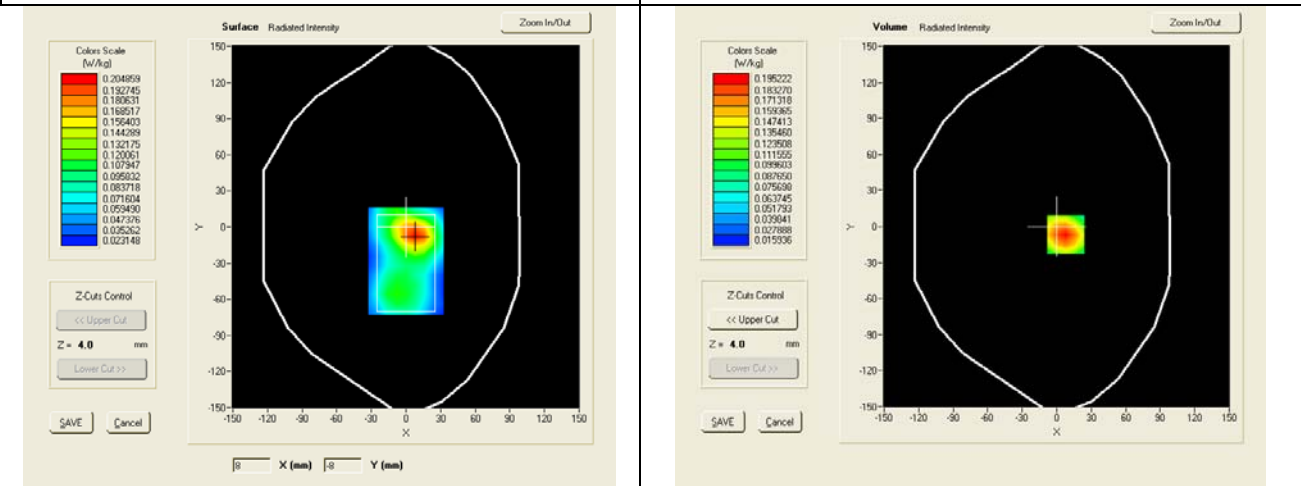 Surface Radiated Intensity
Zoom In/Out
Colors Scale
(W/kg)
0.204859
0.192745
0.180631
0.168517
0.156403
0.144289
0.132175
0.120061
0.107947
0.095832
0.083718
0.071604
0.059490
0.047376
0.035262
0.023148
Z-Cuts Control
<< Upper Cut
Z = 4.0 mm
Lower Cut >>
SAVE Cancel
150
120
90
60
30
0
-30
-60
-90
-120
-150
Y
-150 -120 -90 -60 -30 0 30 60 90 120 150
X
8 X (mm) -8 Y (mm)
Volume Radiated Intensity
Zoom In/Out
Colors Scale
(W/kg)
0.195222
0.183270
0.171318
0.159365
0.147413
0.135460
0.123508
0.111555
0.099603
0.087650
0.075698
0.063745
0.051793
0.039841
0.027888
0.015936
Z-Cuts Control
<< Upper Cut
Z = 4.0 mm
Lower Cut >>
SAVE Cancel
150
120
90
60
30
0
-30
-60
-90
-120
-150
Y
-150 -120 -90 -60 -30 0 30 60 90 120 150
X